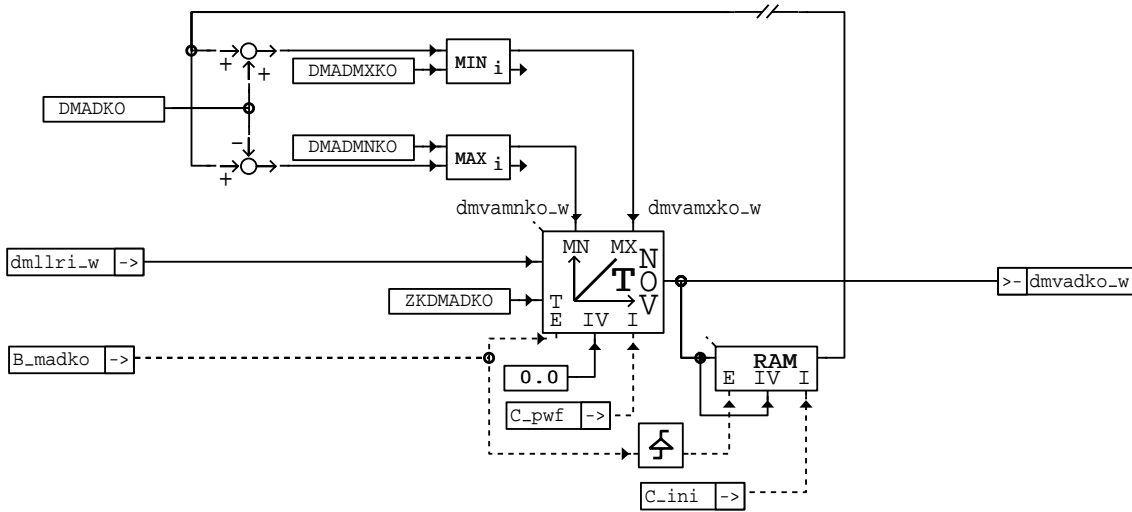 + +
DMADMXKO
MIN i
DMADKO
-
+
DMADMNKO
MAX i
dmvamnko_w
dmvamxko_w
dmllri_w ->
MN MX N
T O
V
ZKDMADKO
T
E IV I
>- dmvadko_w
B_madko ->
0.0
RAM
E IV I
C_pwf ->
C_ini ->